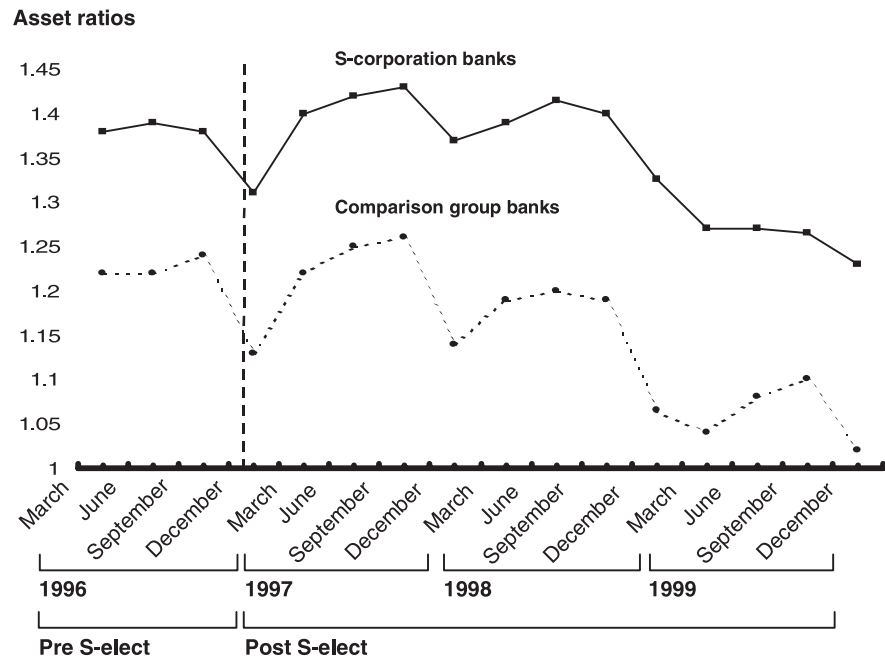 Asset ratios
S-corporation banks
Comparison group banks
1.45
1.4
1.35
1.3
1.25
1.2
1.15
1.1
1.05
1
March June September December March June September December March June September December March June September December
1996 1997 1998 1999
Pre S-elect Post S-elect